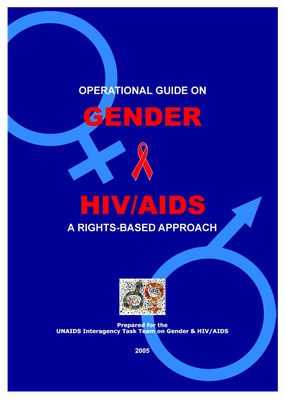 OPERATIONAL GUIDE ON
GENDER
HIV/AIDS
A RIGHTS-BASED APPROACH
Prepared for the
UNAIDS Interagency Task Team on Gender & HIV/AIDS
2005